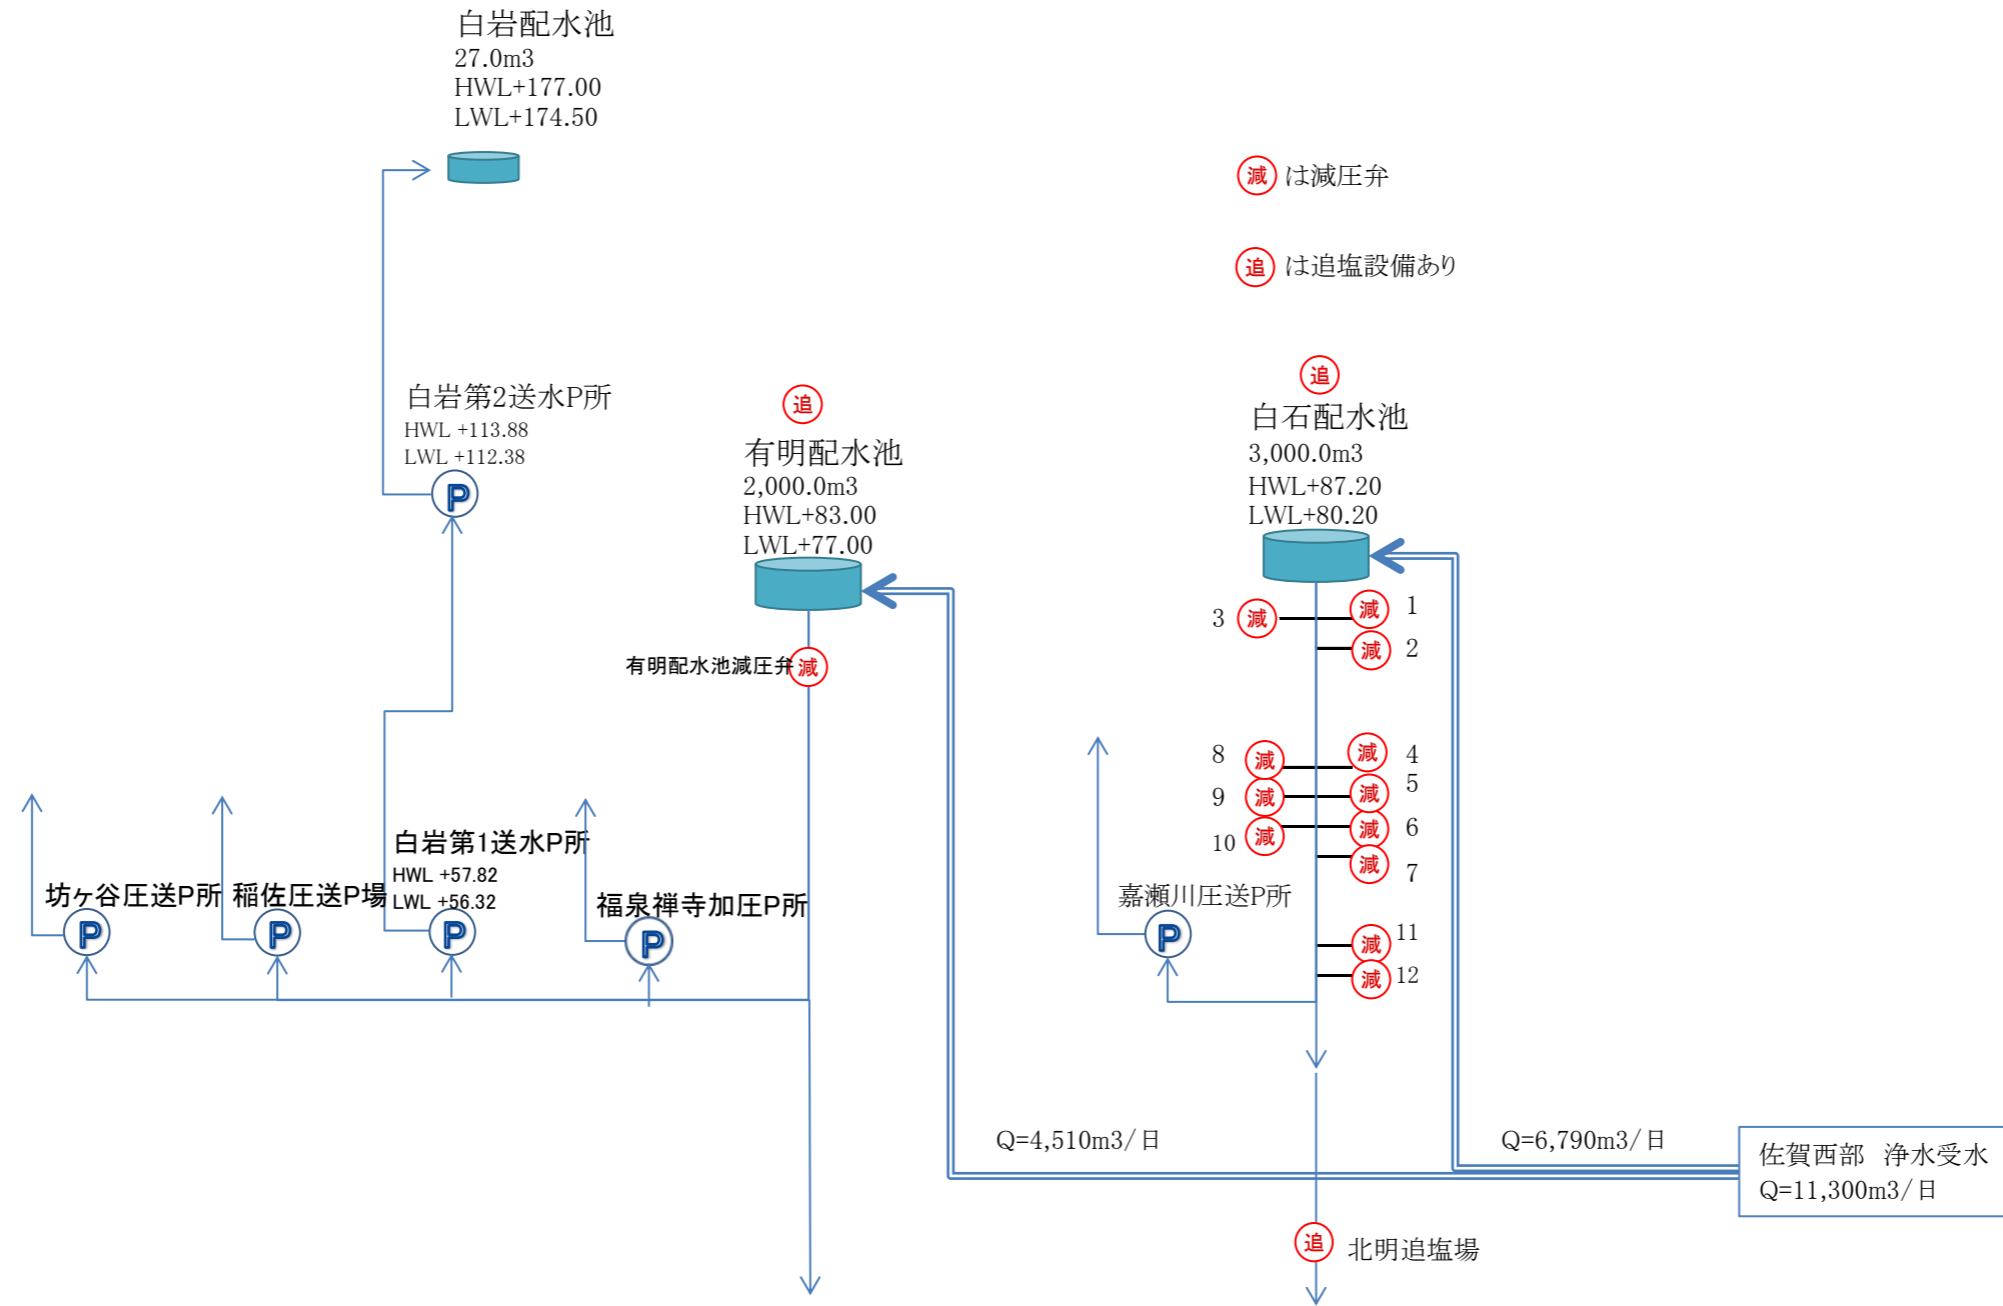 白岩配水池
27.0m3
HWL+177.00
LWL+174.50
減 は減圧弁
追 は追塩設備あり
白岩第2送水P所
HWL +113.88
LWL +112.38
P
追
有明配水池
2,000.0m3
HWL+83.00
LWL+77.00
有明配水池減圧弁 減
追
白石配水池
3,000.0m3
HWL+87.20
LWL+80.20
3 減
減 1
減 2
8 減
減 4
9 減
減 5
10 減
減 6
減 7
減 11
減 12
坊ヶ谷圧送P所
P
稲佐圧送P場
P
白岩第1送水P所
HWL +57.82
LWL +56.32
P
福泉禅寺加圧P所
P
嘉瀬川圧送P所
P
Q=4,510m3/日
Q=6,790m3/日
佐賀西部 浄水受水
Q=11,300m3/日
追 北明追塩場